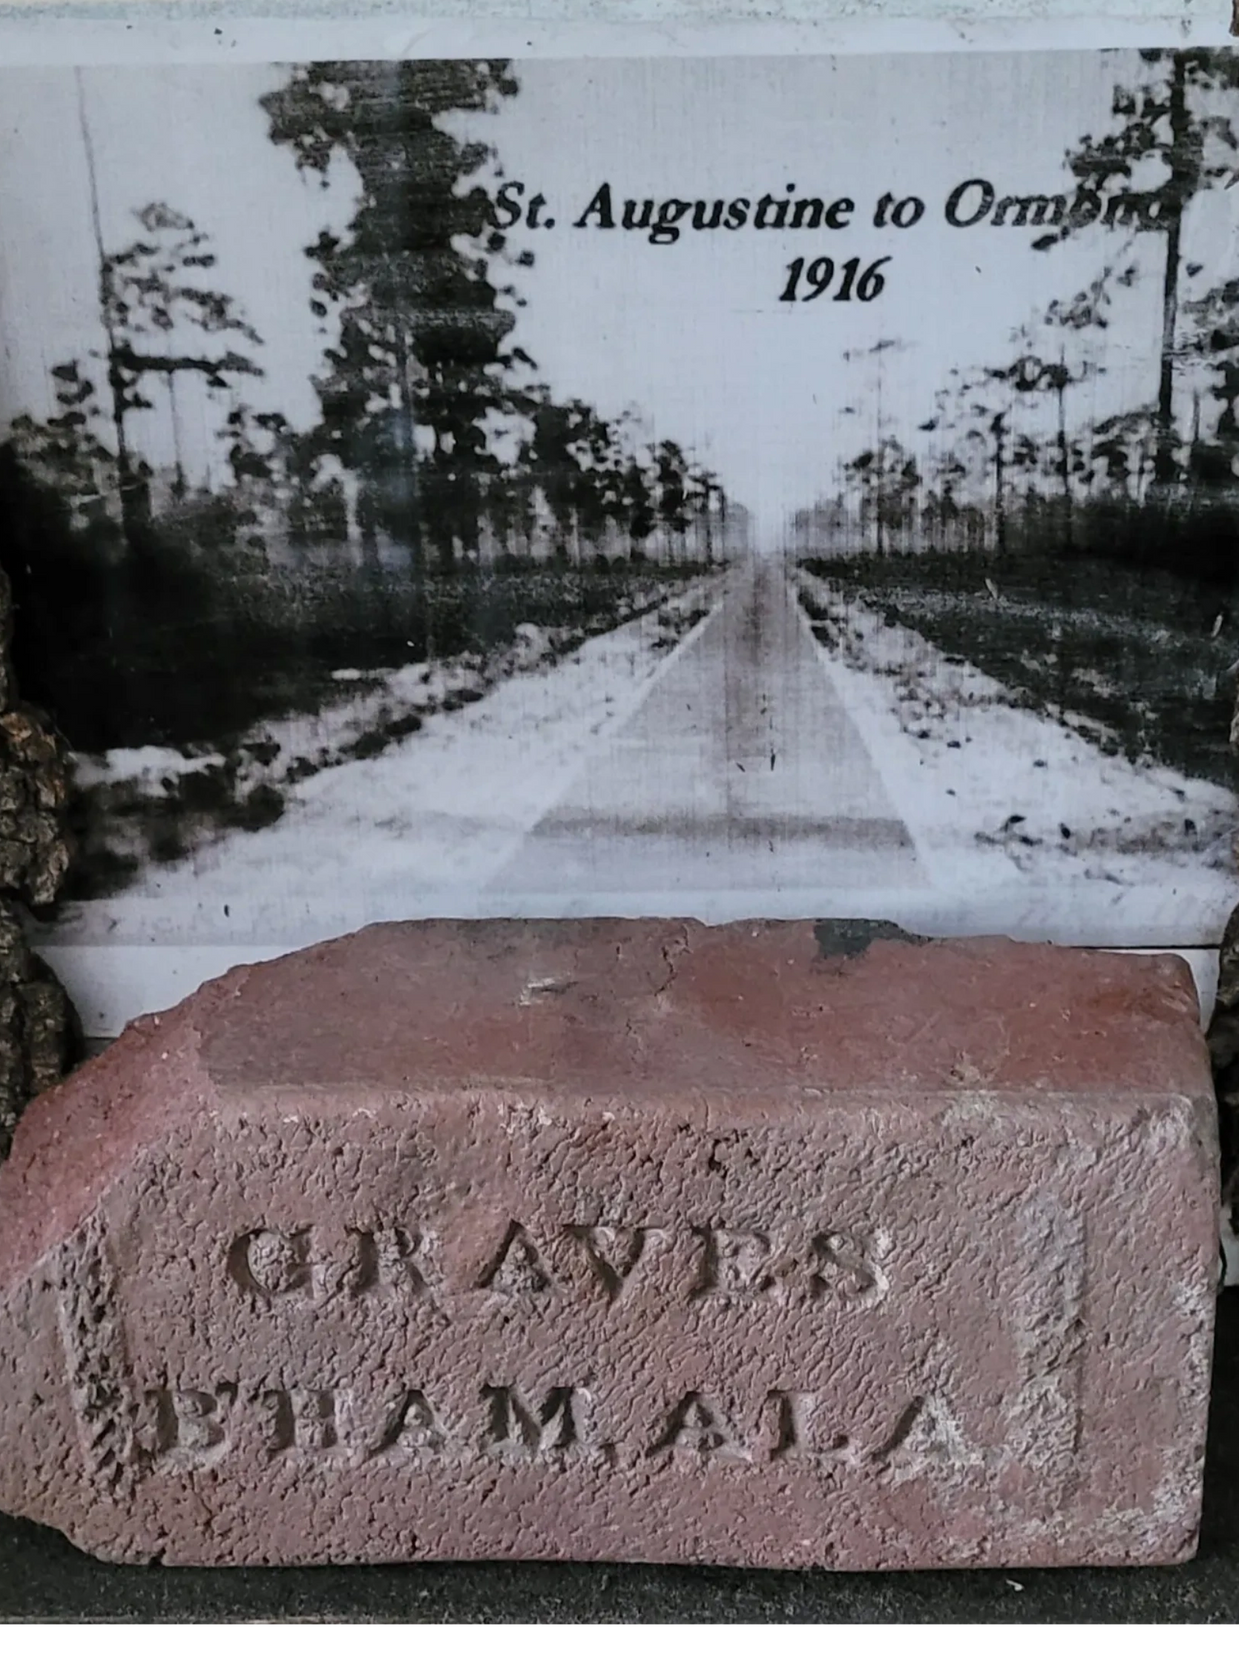 St. Augustine to Ormond
1916
GRAVES
B'HAM, ALA